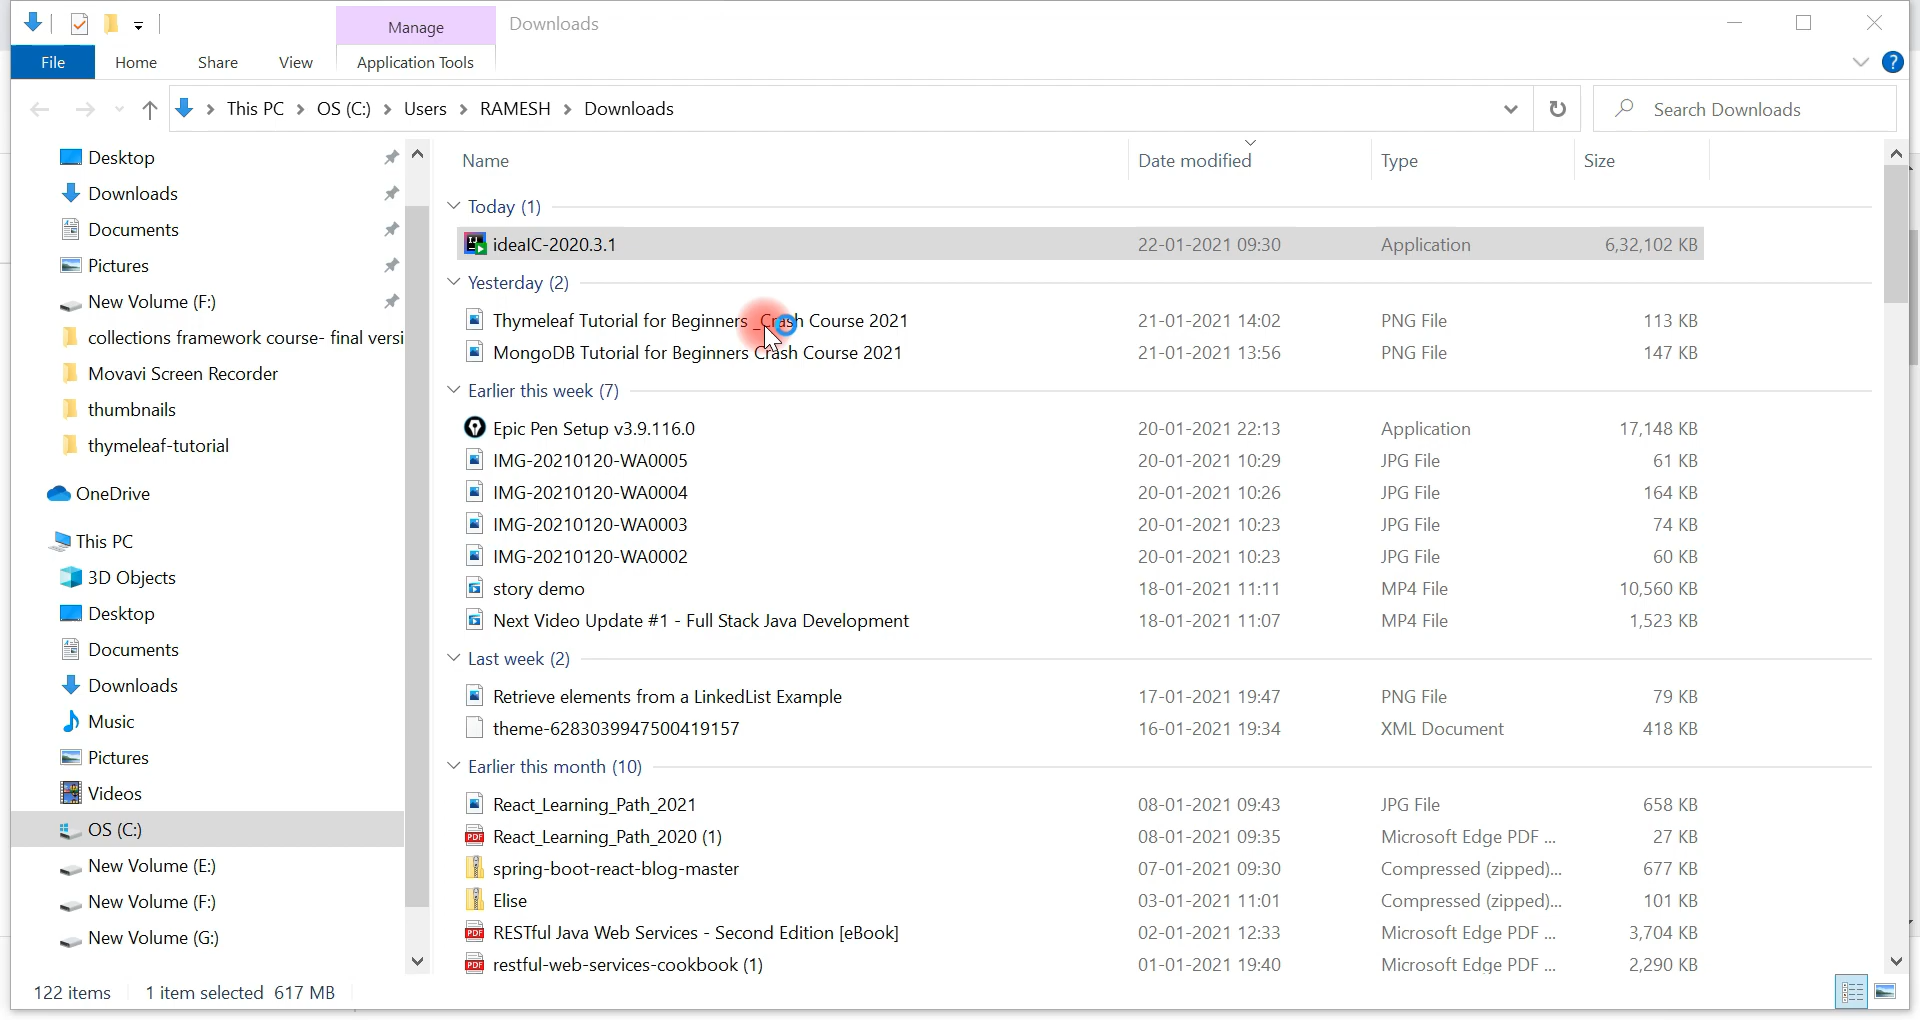 Manage Downloads
File Home Share View Application Tools
This PC > OS (C:) > Users > RAMESH > Downloads Search Downloads
Desktop
Downloads
Documents
Pictures
New Volume (F:)
collections framework course- final versi
Movavi Screen Recorder
thumbnails
thymeleaf-tutorial
OneDrive
This PC
3D Objects
Desktop
Documents
Downloads
Music
Pictures
Videos
OS (C:)
New Volume (E:)
New Volume (F:)
New Volume (G:)
Name Date modified Type Size
Today (1)
ideaIC-2020.3.1 22-01-2021 09:30 Application 6,32,102 KB
Yesterday (2)
Thymeleaf Tutorial for Beginners _Crash Course 2021 21-01-2021 14:02 PNG File 113 KB
MongoDB Tutorial for Beginners Crash Course 2021 21-01-2021 13:56 PNG File 147 KB
Earlier this week (7)
Epic Pen Setup v3.9.116.0 20-01-2021 22:13 Application 17,148 KB
IMG-20210120-WA0005 20-01-2021 10:29 JPG File 61 KB
IMG-20210120-WA0004 20-01-2021 10:26 JPG File 164 KB
IMG-20210120-WA0003 20-01-2021 10:23 JPG File 74 KB
IMG-20210120-WA0002 20-01-2021 10:23 JPG File 60 KB
story demo 18-01-2021 11:11 MP4 File 10,560 KB
Next Video Update #1 - Full Stack Java Development 18-01-2021 11:07 MP4 File 1,523 KB
Last week (2)
Retrieve elements from a LinkedList Example 17-01-2021 19:47 PNG File 79 KB
theme-6283039947500419157 16-01-2021 19:34 XML Document 418 KB
Earlier this month (10)
React_Learning_Path_2021 08-01-2021 09:43 JPG File 658 KB
React_Learning_Path_2020 (1) 08-01-2021 09:35 Microsoft Edge PDF ... 27 KB
spring-boot-react-blog-master 07-01-2021 09:30 Compressed (zipped)... 677 KB
Elise 03-01-2021 11:01 Compressed (zipped)... 101 KB
RESTful Java Web Services - Second Edition [eBook] 02-01-2021 12:33 Microsoft Edge PDF ... 3,704 KB
restful-web-services-cookbook (1) 01-01-2021 19:40 Microsoft Edge PDF ... 2,290 KB
122 items 1 item selected 617 MB